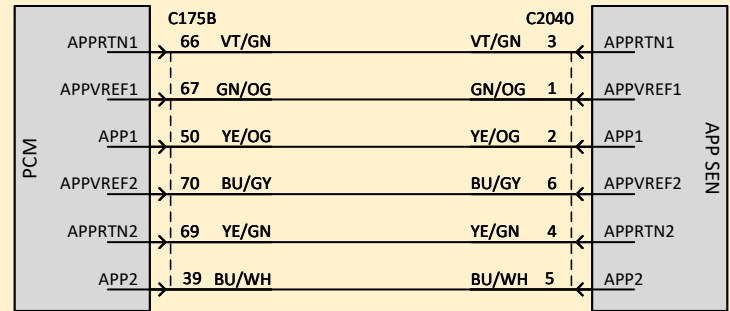 C175B C2040
APPRTN1 66 VT/GN VT/GN 3 APPRTN1
APPVREF1 67 GN/OG GN/OG 1 APPVREF1
APP1 50 YE/OG YE/OG 2 APP1
APPVREF2 70 BU/GY BU/GY 6 APPVREF2
APPRTN2 69 YE/GN YE/GN 4 APPRTN2
APP2 39 BU/WH BU/WH 5 APP2
PCM
APP SEN